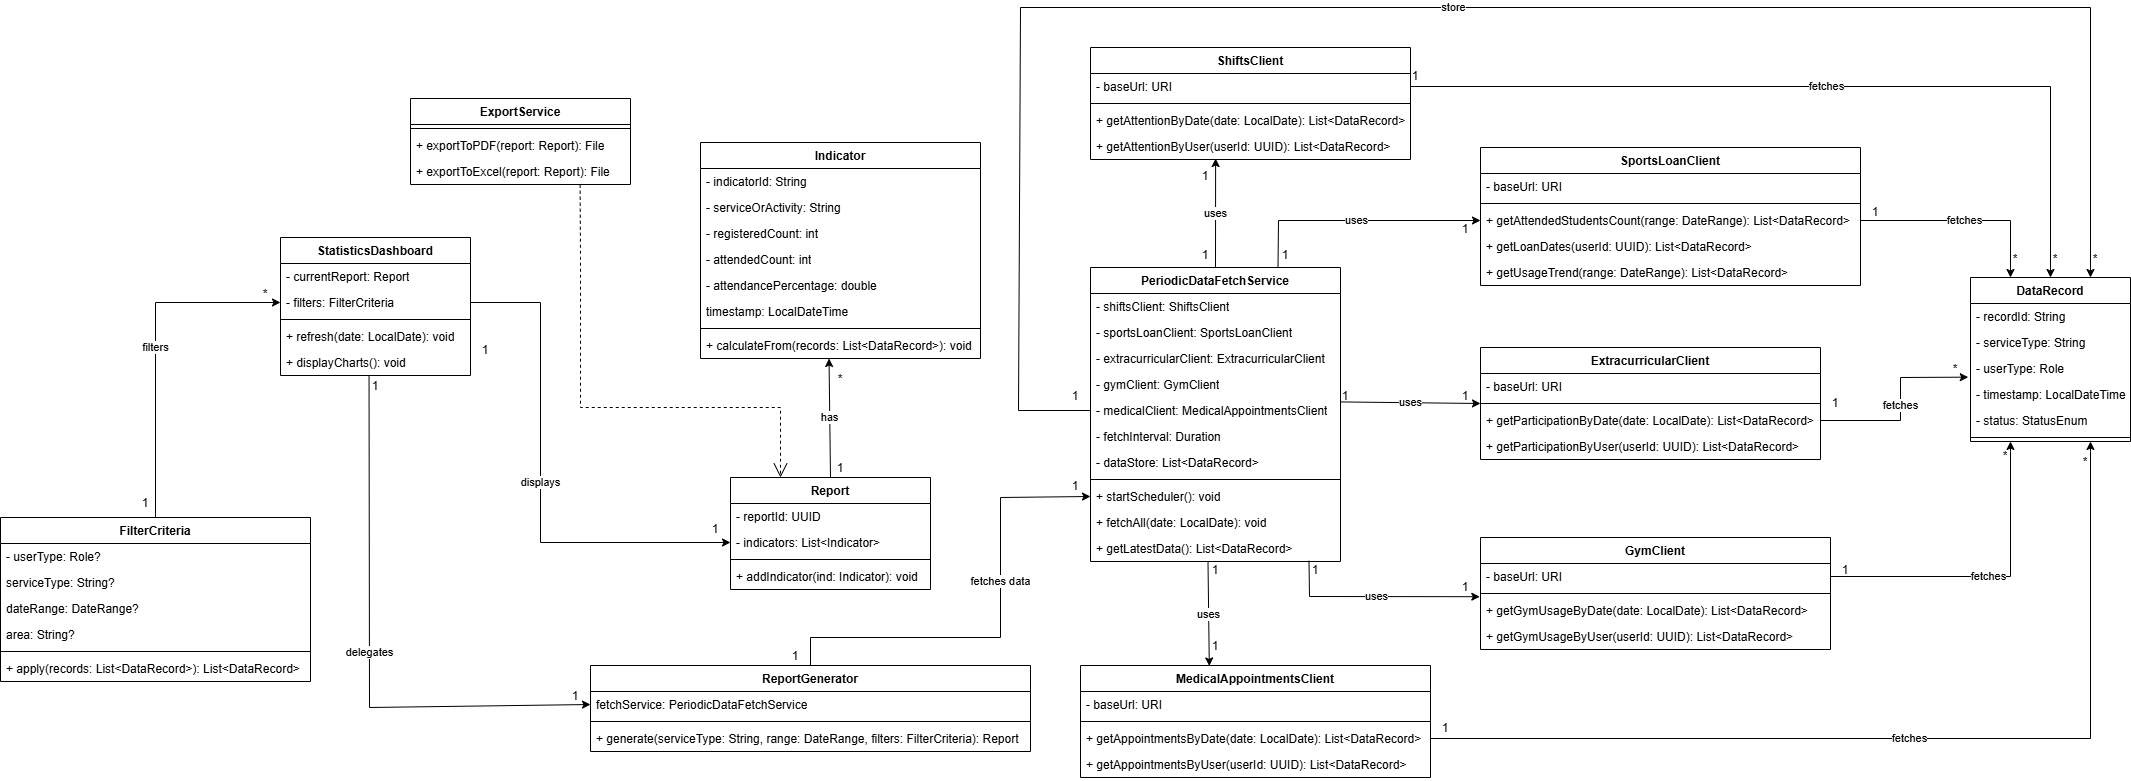 store
ShiftsClient
- baseUrl: URI
+ getAttentionByDate(date: LocalDate): List<DataRecord>
+ getAttentionByUser(userId: UUID): List<DataRecord>
1
fetches
*
ExportService
+ exportToPDF(report: Report): File
+ exportToExcel(report: Report): File
Indicator
- indicatorId: String
- serviceOrActivity: String
- registeredCount: int
- attendedCount: int
- attendancePercentage: double
timestamp: LocalDateTime
+ calculateFrom(records: List<DataRecord>): void
SportsLoanClient
- baseUrl: URI
+ getAttendedStudentsCount(range: DateRange): List<DataRecord>
+ getLoanDates(userId: UUID): List<DataRecord>
+ getUsageTrend(range: DateRange): List<DataRecord>
1
fetches
*
*
1
uses
1
1
uses
1
StatisticsDashboard
- currentReport: Report
- filters: FilterCriteria
+ refresh(date: LocalDate): void
+ displayCharts(): void
*
filters
1
1
1
PeriodicDataFetchService
- shiftsClient: ShiftsClient
- sportsLoanClient: SportsLoanClient
- extracurricularClient: ExtracurricularClient
- gymClient: GymClient
- medicalClient: MedicalAppointmentsClient
- fetchInterval: Duration
- dataStore: List<DataRecord>
+ startScheduler(): void
+ fetchAll(date: LocalDate): void
+ getLatestData(): List<DataRecord>
1
DataRecord
- recordId: String
- serviceType: String
- userType: Role
- timestamp: LocalDateTime
- status: StatusEnum
ExtracurricularClient
- baseUrl: URI
+ getParticipationByDate(date: LocalDate): List<DataRecord>
+ getParticipationByUser(userId: UUID): List<DataRecord>
1
uses
1
1
fetches
*
*
has
1
displays
1
Report
- reportId: UUID
- indicators: List<Indicator>
+ addIndicator(ind: Indicator): void
1
fetches data
1
FilterCriteria
- userType: Role?
serviceType: String?
dateRange: DateRange?
area: String?
+ apply(records: List<DataRecord>): List<DataRecord>
delegates
1
ReportGenerator
fetchService: PeriodicDataFetchService
+ generate(serviceType: String, range: DateRange, filters: FilterCriteria): Report
1
uses
1
1
uses
1
GymClient
- baseUrl: URI
+ getGymUsageByDate(date: LocalDate): List<DataRecord>
+ getGymUsageByUser(userId: UUID): List<DataRecord>
1
fetches
*
MedicalAppointmentsClient
- baseUrl: URI
+ getAppointmentsByDate(date: LocalDate): List<DataRecord>
+ getAppointmentsByUser(userId: UUID): List<DataRecord>
1
fetches
*